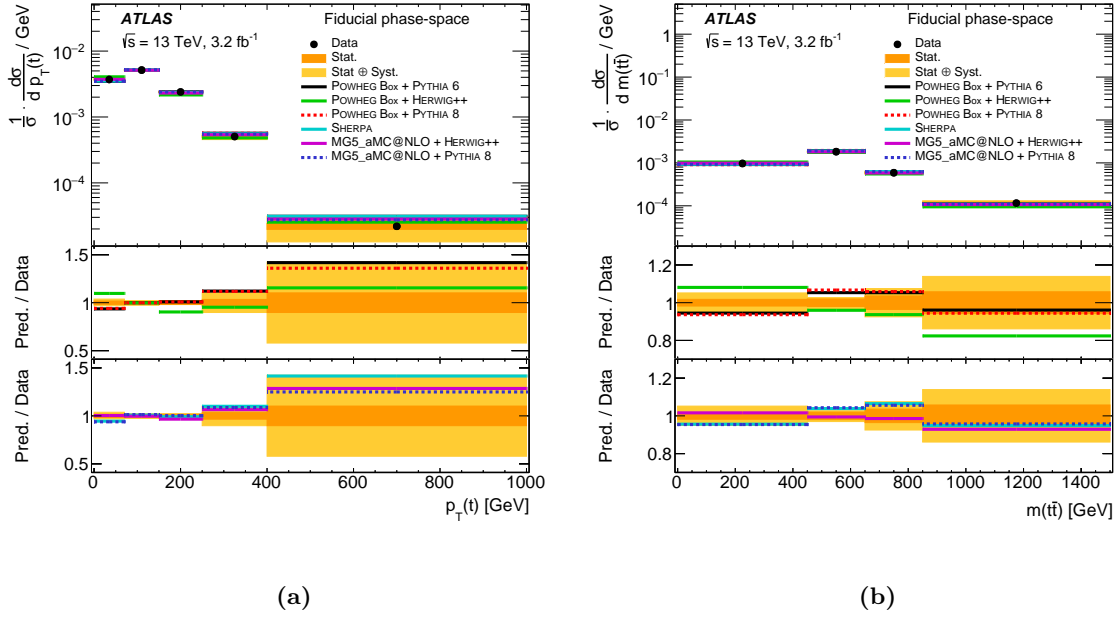 ATLAS Fiducial phase-space
√s = 13 TeV, 3.2 fb⁻¹
Data
Stat.
Stat ⊕ Syst.
POWHEG BOX + PYTHIA 6
POWHEG BOX + HERWIG++
POWHEG BOX + PYTHIA 8
SHERPA
MG5_aMC@NLO + HERWIG++
MG5_aMC@NLO + PYTHIA 8
1/σ · dσ/d p_T(t) / GeV
10⁻²
10⁻³
10⁻⁴
Pred. / Data
1.5
1
0.5
Pred. / Data
1.5
1
0.5
0 200 400 600 800 1000
p_T(t) [GeV]
(a)
ATLAS Fiducial phase-space
√s = 13 TeV, 3.2 fb⁻¹
Data
Stat.
Stat ⊕ Syst.
POWHEG BOX + PYTHIA 6
POWHEG BOX + HERWIG++
POWHEG BOX + PYTHIA 8
SHERPA
MG5_aMC@NLO + HERWIG++
MG5_aMC@NLO + PYTHIA 8
1/σ · dσ/d m(tt̄) / GeV
1
10⁻¹
10⁻²
10⁻³
10⁻⁴
Pred. / Data
1.2
1
0.8
Pred. / Data
1.2
1
0.8
0 200 400 600 800 1000 1200 1400
m(tt̄) [GeV]
(b)